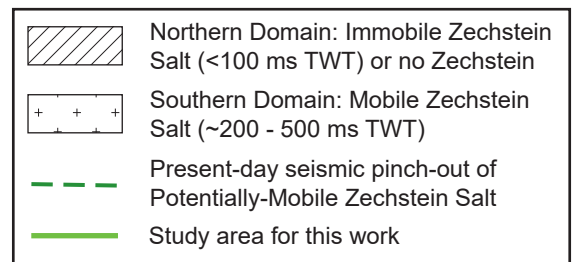 Northern Domain: Immobile Zechstein
Salt (<100 ms TWT) or no Zechstein
Southern Domain: Mobile Zechstein
Salt (~200 - 500 ms TWT)
Present-day seismic pinch-out of
Potentially-Mobile Zechstein Salt
Study area for this work